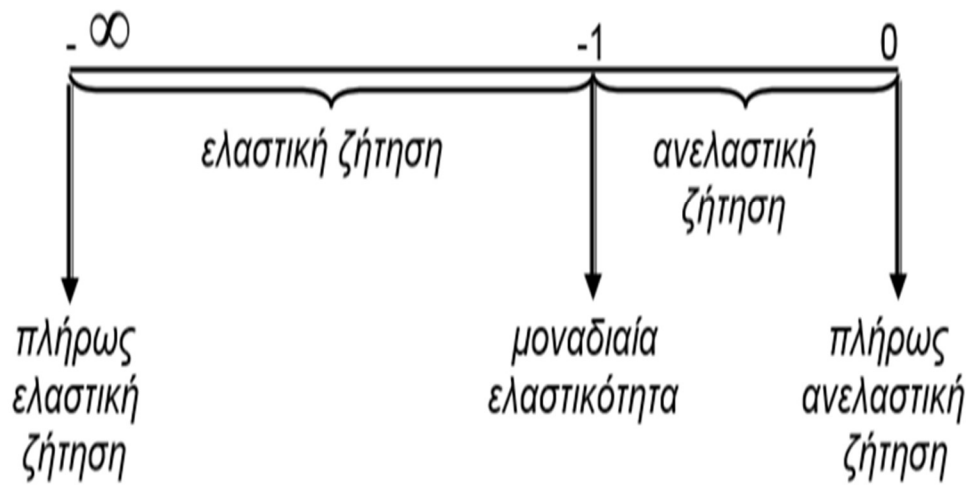 - ∞ -1 0
ελαστική ζήτηση
ανελαστική
ζήτηση
πλήρως
ελαστική
ζήτηση
μοναδιαία
ελαστικότητα
πλήρως
ανελαστική
ζήτηση